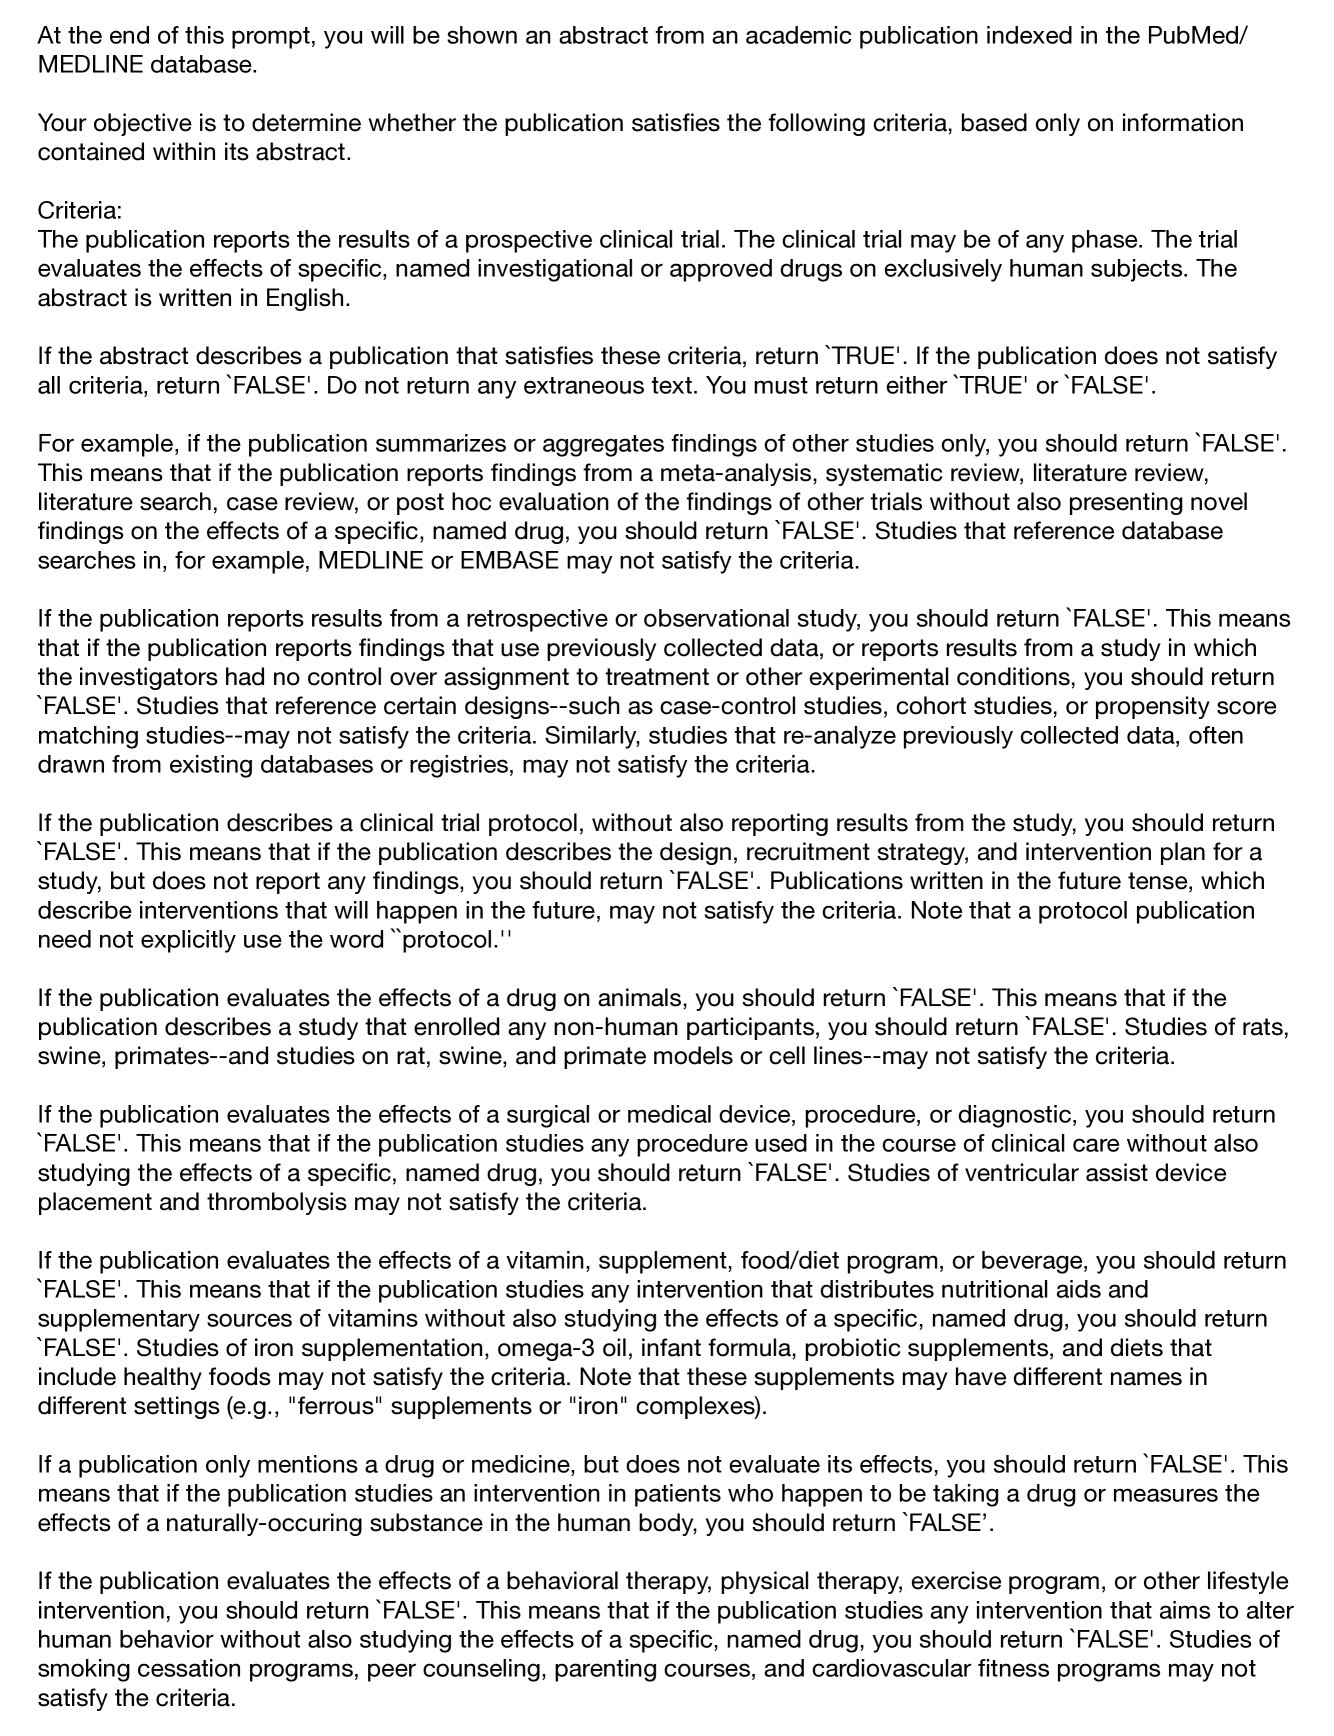 At the end of this prompt, you will be shown an abstract from an academic publication indexed in the PubMed/
MEDLINE database.
Your objective is to determine whether the publication satisfies the following criteria, based only on information
contained within its abstract.
Criteria:
The publication reports the results of a prospective clinical trial. The clinical trial may be of any phase. The trial
evaluates the effects of specific, named investigational or approved drugs on exclusively human subjects. The
abstract is written in English.
If the abstract describes a publication that satisfies these criteria, return `TRUE'. If the publication does not satisfy
all criteria, return `FALSE'. Do not return any extraneous text. You must return either `TRUE' or `FALSE'.
For example, if the publication summarizes or aggregates findings of other studies only, you should return `FALSE'.
This means that if the publication reports findings from a meta-analysis, systematic review, literature review,
literature search, case review, or post hoc evaluation of the findings of other trials without also presenting novel
findings on the effects of a specific, named drug, you should return `FALSE'. Studies that reference database
searches in, for example, MEDLINE or EMBASE may not satisfy the criteria.
If the publication reports results from a retrospective or observational study, you should return `FALSE'. This means
that if the publication reports findings that use previously collected data, or reports results from a study in which
the investigators had no control over assignment to treatment or other experimental conditions, you should return
`FALSE'. Studies that reference certain designs--such as case-control studies, cohort studies, or propensity score
matching studies--may not satisfy the criteria. Similarly, studies that re-analyze previously collected data, often
drawn from existing databases or registries, may not satisfy the criteria.
If the publication describes a clinical trial protocol, without also reporting results from the study, you should return
`FALSE'. This means that if the publication describes the design, recruitment strategy, and intervention plan for a
study, but does not report any findings, you should return `FALSE'. Publications written in the future tense, which
describe interventions that will happen in the future, may not satisfy the criteria. Note that a protocol publication
need not explicitly use the word ``protocol.''
If the publication evaluates the effects of a drug on animals, you should return `FALSE'. This means that if the
publication describes a study that enrolled any non-human participants, you should return `FALSE'. Studies of rats,
swine, primates--and studies on rat, swine, and primate models or cell lines--may not satisfy the criteria.
If the publication evaluates the effects of a surgical or medical device, procedure, or diagnostic, you should return
`FALSE'. This means that if the publication studies any procedure used in the course of clinical care without also
studying the effects of a specific, named drug, you should return `FALSE'. Studies of ventricular assist device
placement and thrombolysis may not satisfy the criteria.
If the publication evaluates the effects of a vitamin, supplement, food/diet program, or beverage, you should return
`FALSE'. This means that if the publication studies any intervention that distributes nutritional aids and
supplementary sources of vitamins without also studying the effects of a specific, named drug, you should return
`FALSE'. Studies of iron supplementation, omega-3 oil, infant formula, probiotic supplements, and diets that
include healthy foods may not satisfy the criteria. Note that these supplements may have different names in
different settings (e.g., "ferrous" supplements or "iron" complexes).
If a publication only mentions a drug or medicine, but does not evaluate its effects, you should return `FALSE'. This
means that if the publication studies an intervention in patients who happen to be taking a drug or measures the
effects of a naturally-occuring substance in the human body, you should return `FALSE’.
If the publication evaluates the effects of a behavioral therapy, physical therapy, exercise program, or other lifestyle
intervention, you should return `FALSE'. This means that if the publication studies any intervention that aims to alter
human behavior without also studying the effects of a specific, named drug, you should return `FALSE'. Studies of
smoking cessation programs, peer counseling, parenting courses, and cardiovascular fitness programs may not
satisfy the criteria.